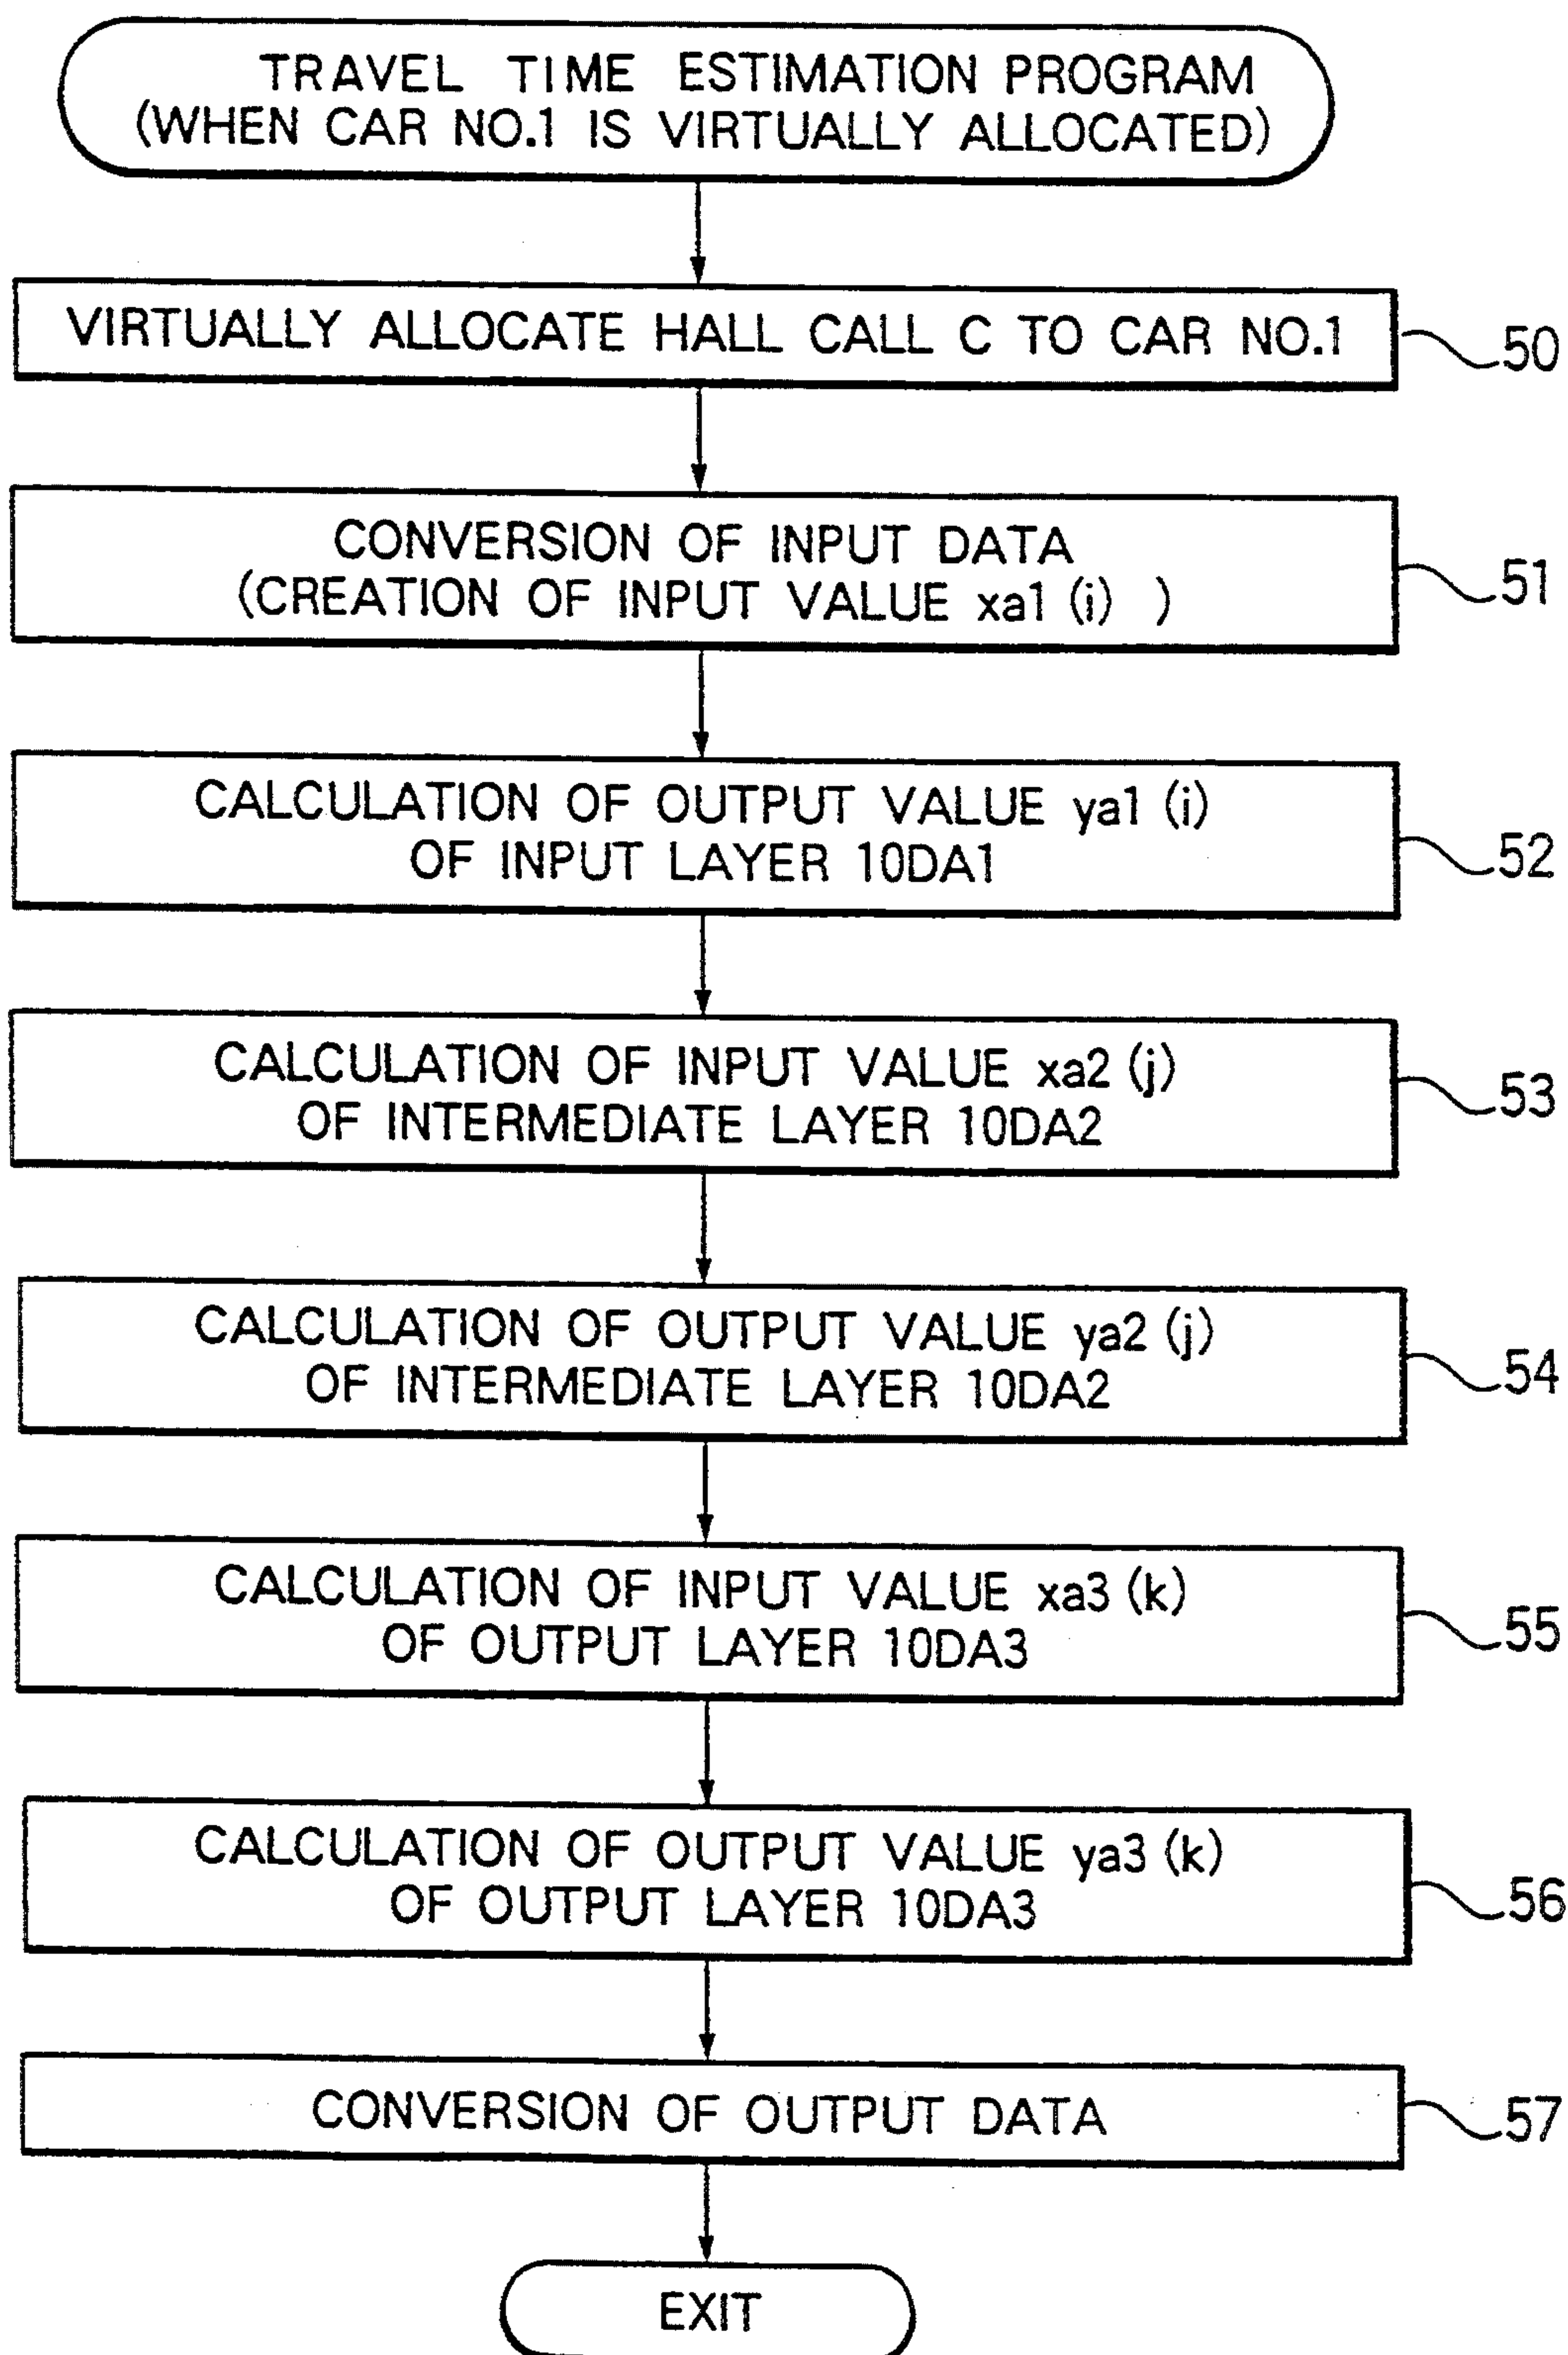 TRAVEL TIME ESTIMATION PROGRAM
(WHEN CAR NO.1 IS VIRTUALLY ALLOCATED)
VIRTUALLY ALLOCATE HALL CALL C TO CAR NO.1
50
CONVERSION OF INPUT DATA
(CREATION OF INPUT VALUE xa1 (i) )
51
CALCULATION OF OUTPUT VALUE ya1 (i)
OF INPUT LAYER 10DA1
52
CALCULATION OF INPUT VALUE xa2 (j)
OF INTERMEDIATE LAYER 10DA2
53
CALCULATION OF OUTPUT VALUE ya2 (j)
OF INTERMEDIATE LAYER 10DA2
54
CALCULATION OF INPUT VALUE xa3 (k)
OF OUTPUT LAYER 10DA3
55
CALCULATION OF OUTPUT VALUE ya3 (k)
OF OUTPUT LAYER 10DA3
56
CONVERSION OF OUTPUT DATA
57
EXIT